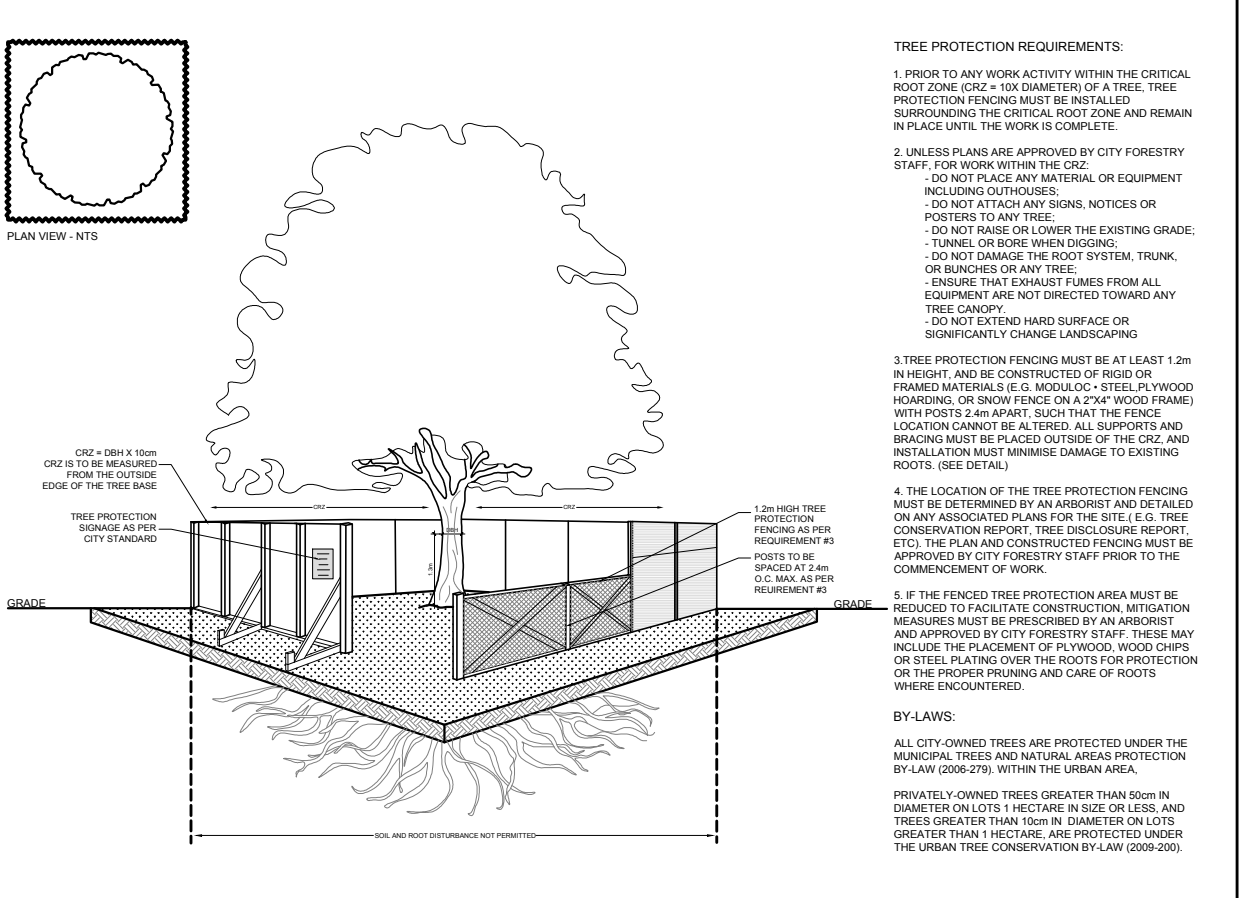 PLAN VIEW - NTS
CRZ = DBH X 10cm
CRZ IS TO BE MEASURED
FROM THE OUTSIDE
EDGE OF THE TREE BASE
TREE PROTECTION
SIGNAGE AS PER
CITY STANDARD
CRZ
CRZ
DBH
1.3m
1.2m HIGH TREE
PROTECTION
FENCING AS PER
REQUIREMENT #3
POSTS TO BE
SPACED AT 2.4m
O.C. MAX. AS PER
REUIREMENT #3
GRADE
GRADE
SOIL AND ROOT DISTURBANCE NOT PERMITTED
TREE PROTECTION REQUIREMENTS:
1. PRIOR TO ANY WORK ACTIVITY WITHIN THE CRITICAL
ROOT ZONE (CRZ = 10X DIAMETER) OF A TREE, TREE
PROTECTION FENCING MUST BE INSTALLED
SURROUNDING THE CRITICAL ROOT ZONE AND REMAIN
IN PLACE UNTIL THE WORK IS COMPLETE.
2. UNLESS PLANS ARE APPROVED BY CITY FORESTRY
STAFF, FOR WORK WITHIN THE CRZ:
- DO NOT PLACE ANY MATERIAL OR EQUIPMENT
INCLUDING OUTHOUSES;
- DO NOT ATTACH ANY SIGNS, NOTICES OR
POSTERS TO ANY TREE;
- DO NOT RAISE OR LOWER THE EXISTING GRADE;
- TUNNEL OR BORE WHEN DIGGING;
- DO NOT DAMAGE THE ROOT SYSTEM, TRUNK,
OR BUNCHES OR ANY TREE;
- ENSURE THAT EXHAUST FUMES FROM ALL
EQUIPMENT ARE NOT DIRECTED TOWARD ANY
TREE CANOPY.
- DO NOT EXTEND HARD SURFACE OR
SIGNIFICANTLY CHANGE LANDSCAPING
3.TREE PROTECTION FENCING MUST BE AT LEAST 1.2m
IN HEIGHT, AND BE CONSTRUCTED OF RIGID OR
FRAMED MATERIALS (E.G. MODULOC • STEEL,PLYWOOD
HOARDING, OR SNOW FENCE ON A 2"X4" WOOD FRAME)
WITH POSTS 2.4m APART, SUCH THAT THE FENCE
LOCATION CANNOT BE ALTERED. ALL SUPPORTS AND
BRACING MUST BE PLACED OUTSIDE OF THE CRZ, AND
INSTALLATION MUST MINIMISE DAMAGE TO EXISTING
ROOTS. (SEE DETAIL)
4. THE LOCATION OF THE TREE PROTECTION FENCING
MUST BE DETERMINED BY AN ARBORIST AND DETAILED
ON ANY ASSOCIATED PLANS FOR THE SITE.( E.G. TREE
CONSERVATION REPORT, TREE DISCLOSURE REPORT,
ETC). THE PLAN AND CONSTRUCTED FENCING MUST BE
APPROVED BY CITY FORESTRY STAFF PRIOR TO THE
COMMENCEMENT OF WORK.
5. IF THE FENCED TREE PROTECTION AREA MUST BE
REDUCED TO FACILITATE CONSTRUCTION, MITIGATION
MEASURES MUST BE PRESCRIBED BY AN ARBORIST
AND APPROVED BY CITY FORESTRY STAFF. THESE MAY
INCLUDE THE PLACEMENT OF PLYWOOD, WOOD CHIPS
OR STEEL PLATING OVER THE ROOTS FOR PROTECTION
OR THE PROPER PRUNING AND CARE OF ROOTS
WHERE ENCOUNTERED.
BY-LAWS:
ALL CITY-OWNED TREES ARE PROTECTED UNDER THE
MUNICIPAL TREES AND NATURAL AREAS PROTECTION
BY-LAW (2006-279). WITHIN THE URBAN AREA,
PRIVATELY-OWNED TREES GREATER THAN 50cm IN
DIAMETER ON LOTS 1 HECTARE IN SIZE OR LESS, AND
TREES GREATER THAN 10cm IN DIAMETER ON LOTS
GREATER THAN 1 HECTARE, ARE PROTECTED UNDER
THE URBAN TREE CONSERVATION BY-LAW (2009-200).